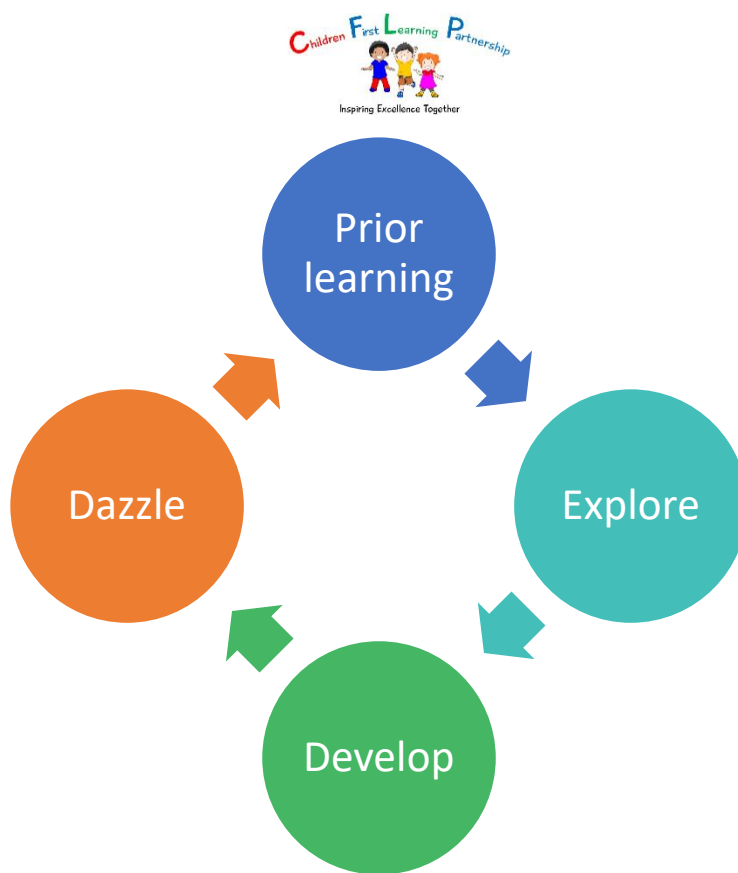 Children First Learning Partnership
Inspiring Excellence Together
Prior
learning
Dazzle
Explore
Develop